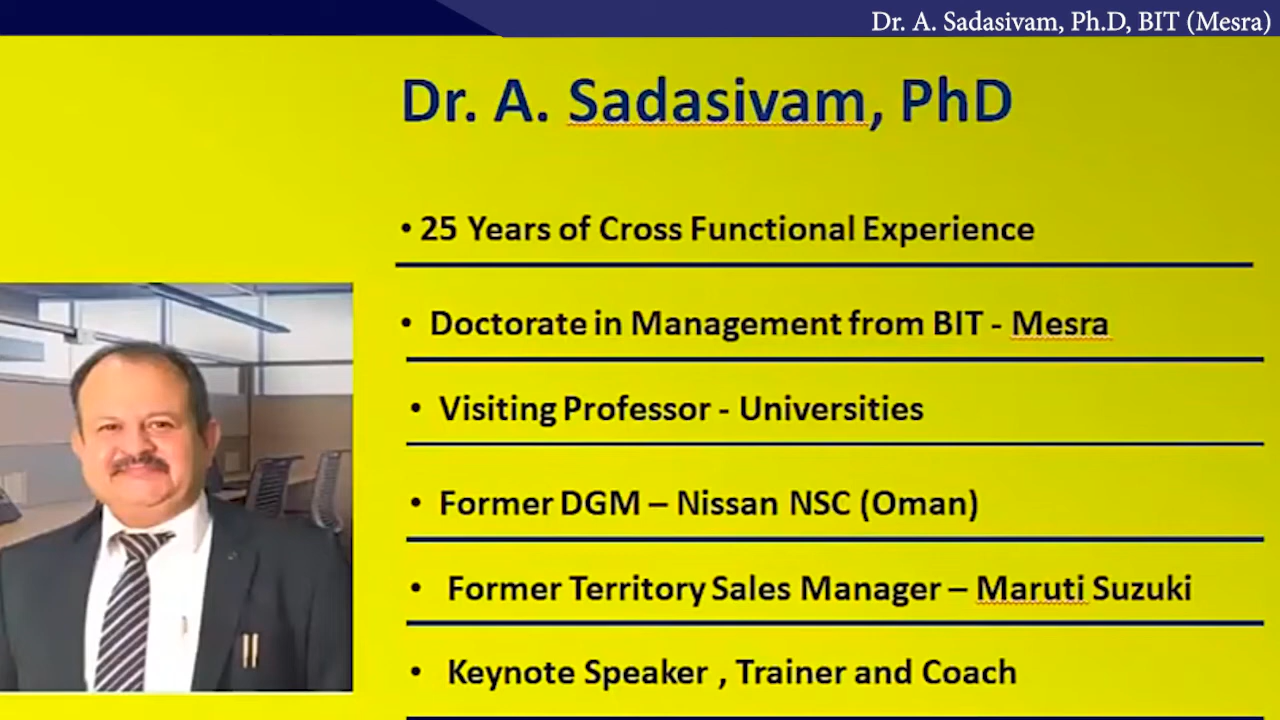 Dr. A. Sadasivam, Ph.D, BIT (Mesra)
Dr. A. Sadasivam, PhD
• 25 Years of Cross Functional Experience
• Doctorate in Management from BIT - Mesra
• Visiting Professor - Universities
• Former DGM – Nissan NSC (Oman)
• Former Territory Sales Manager – Maruti Suzuki
• Keynote Speaker , Trainer and Coach